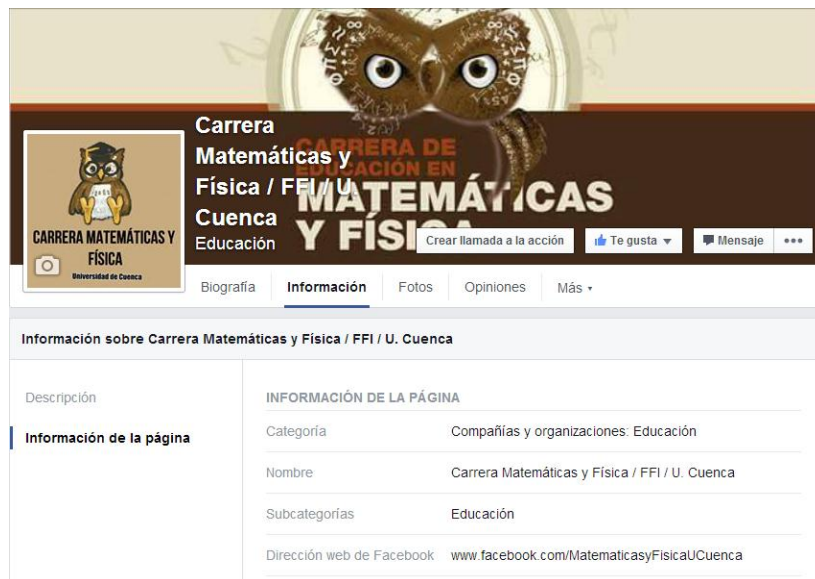 Carrera
Matemáticas y
Física / FFI / U.
Cuenca
Educación
CARRERA DE
EDUCACIÓN EN
MATEMÁTICAS
Y FÍSICA
CARRERA MATEMÁTICAS Y
FÍSICA
Universidad de Cuenca
Crear llamada a la acción
Te gusta
Mensaje
Biografía Información Fotos Opiniones Más
Información sobre Carrera Matemáticas y Física / FFI / U. Cuenca
Descripción
Información de la página
INFORMACIÓN DE LA PÁGINA
Categoría Compañías y organizaciones: Educación
Nombre Carrera Matemáticas y Física / FFI / U. Cuenca
Subcategorías Educación
Dirección web de Facebook www.facebook.com/MatematicasyFisicaUCuenca